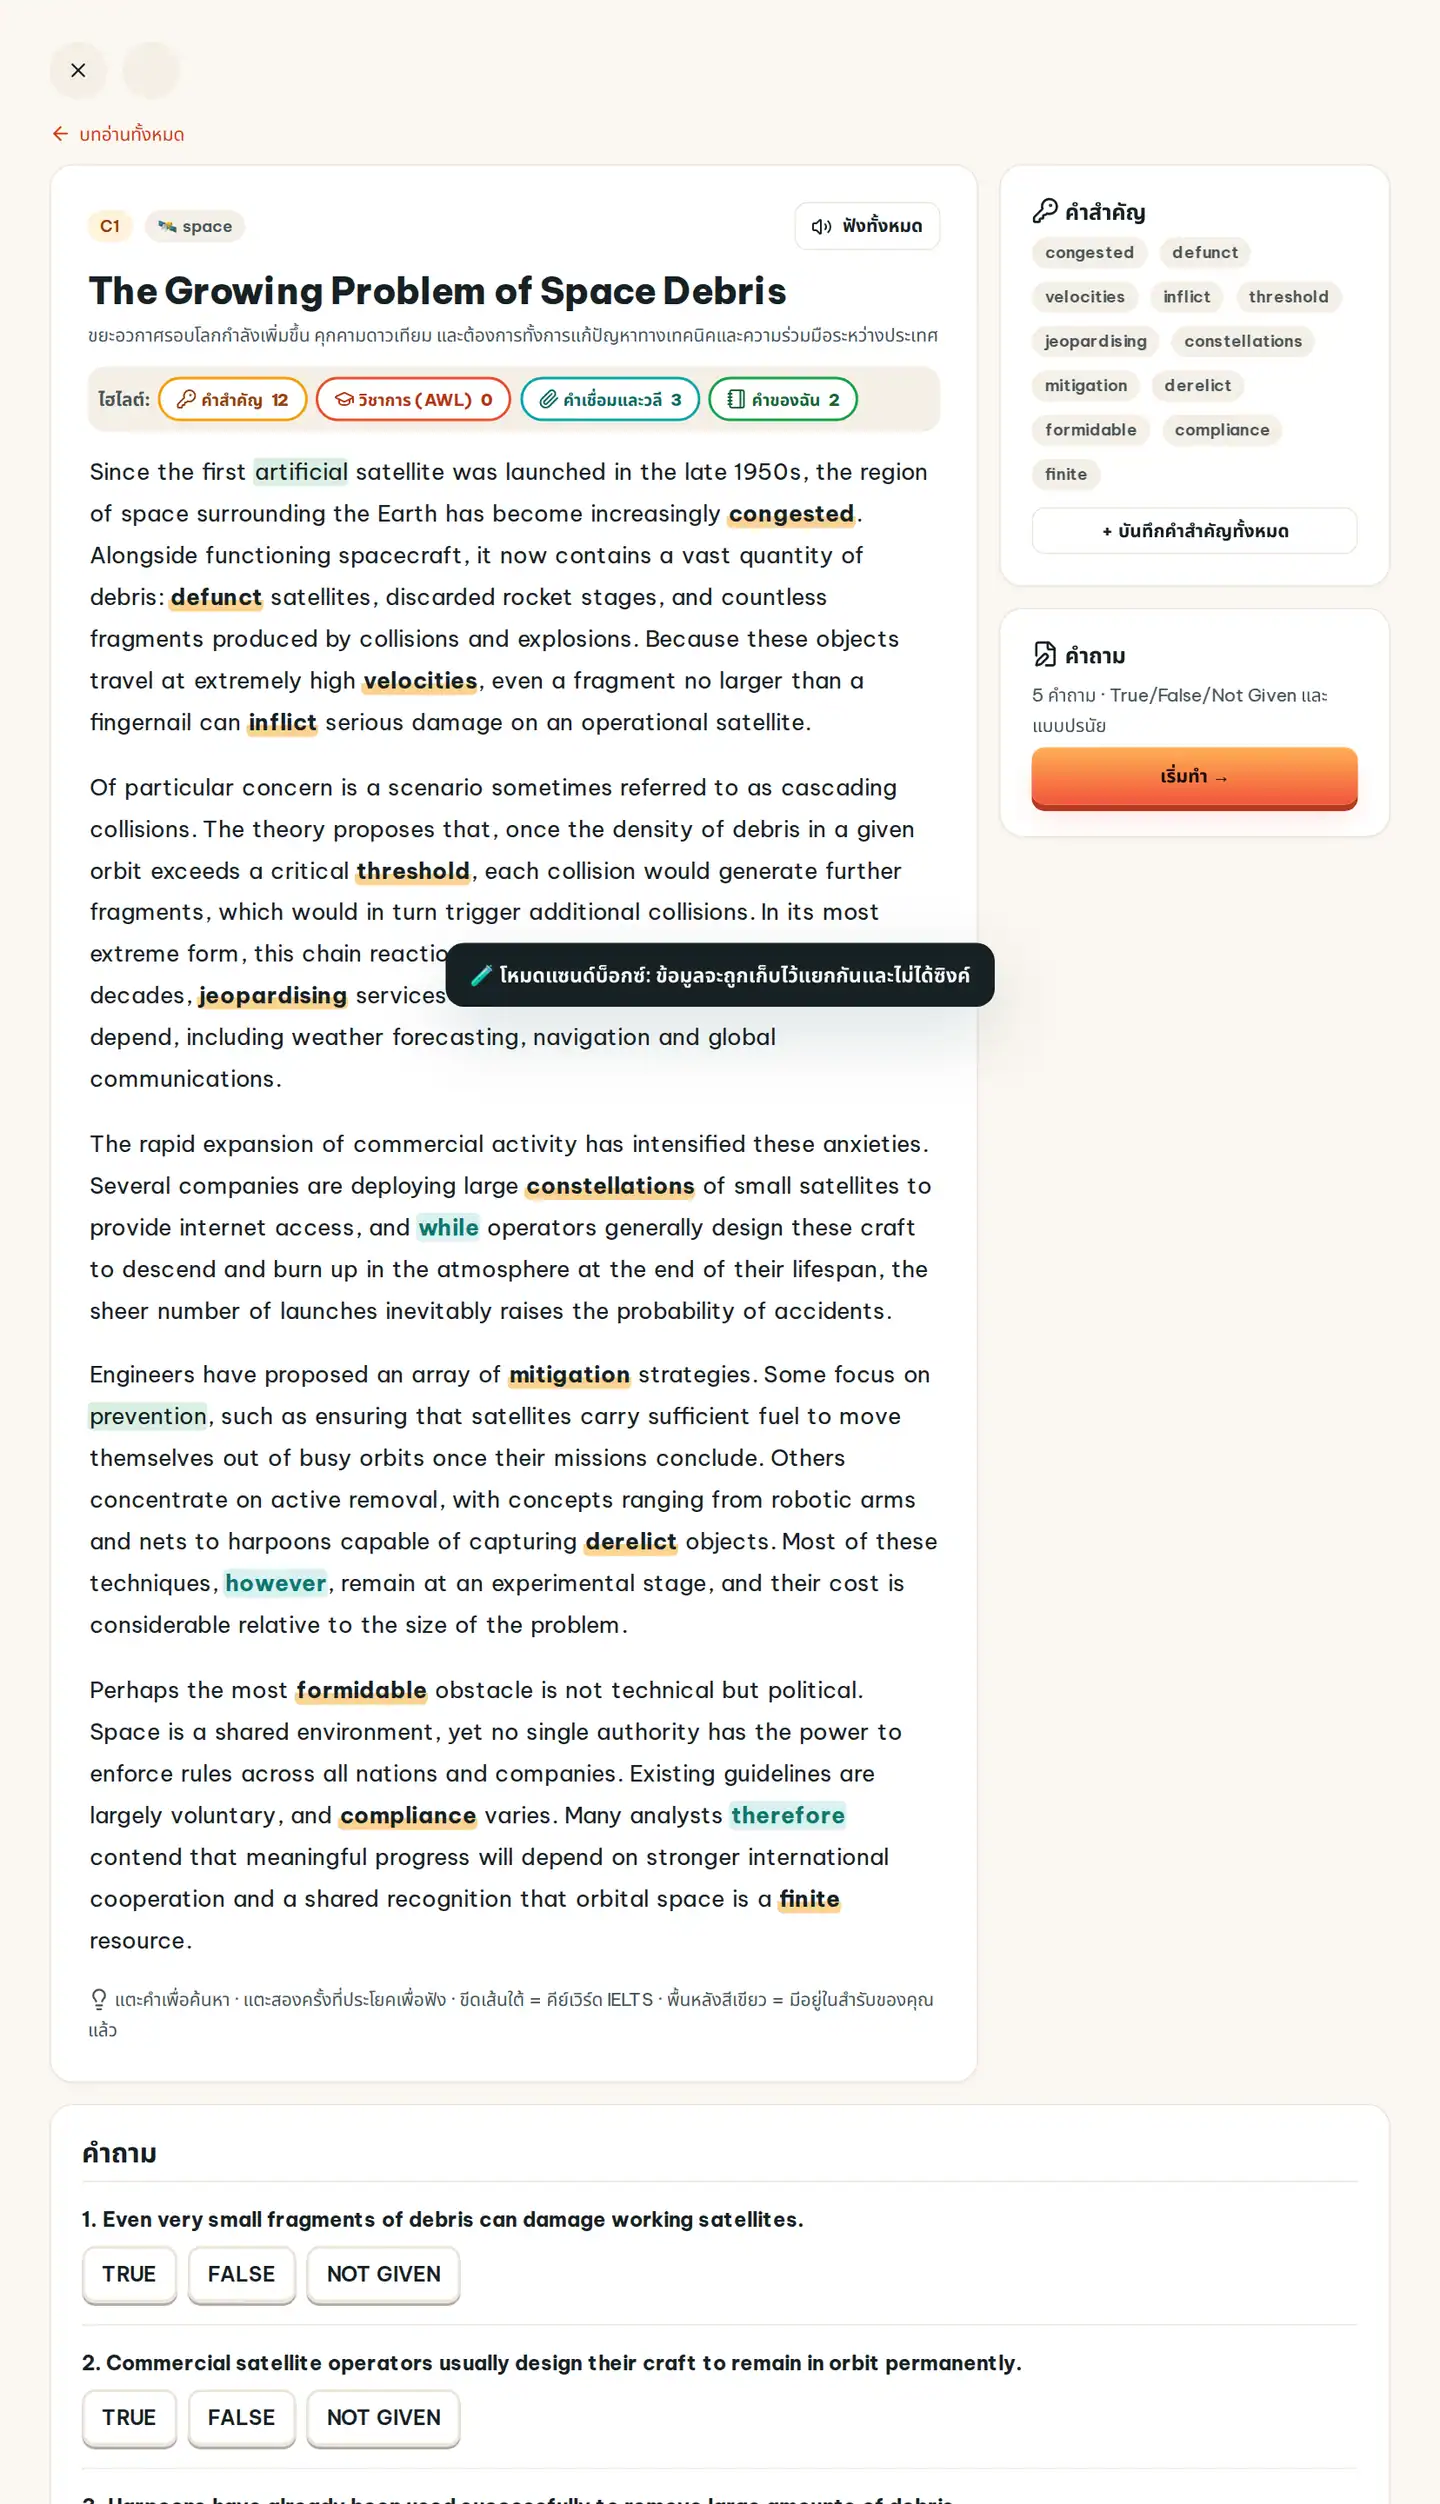 บทอ่านทั้งหมด
C1
space
ฟังทั้งหมด
The Growing Problem of Space Debris
ขยะอวกาศรอบโลกกำลังเพิ่มขึ้น คุกคามดาวเทียม และต้องการทั้งการแก้ปัญหาทางเทคนิคและความร่วมมือระหว่างประเทศ
ไฮไลต์: คำสำคัญ 12 วิชาการ (AWL) 0 คำเชื่อมและวลี 3 คำของฉัน 2
Since the first artificial satellite was launched in the late 1950s, the region
of space surrounding the Earth has become increasingly congested.
Alongside functioning spacecraft, it now contains a vast quantity of
debris: defunct satellites, discarded rocket stages, and countless
fragments produced by collisions and explosions. Because these objects
travel at extremely high velocities, even a fragment no larger than a
fingernail can inflict serious damage on an operational satellite.
Of particular concern is a scenario sometimes referred to as cascading
collisions. The theory proposes that, once the density of debris in a given
orbit exceeds a critical threshold, each collision would generate further
fragments, which would in turn trigger additional collisions. In its most
extreme form, this chain
decades, jeopardising services
🧪 โหมดแซนด์บ็อกซ์: ข้อมูลจะถูกเก็บไว้แยกกันและไม่ได้ซิงค์
depend, including weather forecasting, navigation and global
communications.
The rapid expansion of commercial activity has intensified these anxieties.
Several companies are deploying large constellations of small satellites to
provide internet access, and while operators generally design these craft
to descend and burn up in the atmosphere at the end of their lifespan, the
sheer number of launches inevitably raises the probability of accidents.
Engineers have proposed an array of mitigation strategies. Some focus on
prevention, such as ensuring that satellites carry sufficient fuel to move
themselves out of busy orbits once their missions conclude. Others
concentrate on active removal, with concepts ranging from robotic arms
and nets to harpoons capable of capturing derelict objects. Most of these
techniques, however, remain at an experimental stage, and their cost is
considerable relative to the size of the problem.
Perhaps the most formidable obstacle is not technical but political.
Space is a shared environment, yet no single authority has the power to
enforce rules across all nations and companies. Existing guidelines are
largely voluntary, and compliance varies. Many analysts therefore
contend that meaningful progress will depend on stronger international
cooperation and a shared recognition that orbital space is a finite
resource.
แตะคำเพื่อค้นหา · แตะสองครั้งที่ประโยคเพื่อฟัง · ขีดเส้นใต้ = คีย์เวิร์ด IELTS · พื้นหลังสีเขียว = มีอยู่ในสำรับของคุณ
แล้ว
คำสำคัญ
congested defunct
velocities inflict threshold
jeopardising constellations
mitigation derelict
formidable compliance
finite
+ บันทึกคำสำคัญทั้งหมด
คำถาม
5 คำถาม · True/False/Not Given และ
แบบปรนัย
เริ่มทำ →
คำถาม
1. Even very small fragments of debris can damage working satellites.
TRUE FALSE NOT GIVEN
2. Commercial satellite operators usually design their craft to remain in orbit permanently.
TRUE FALSE NOT GIVEN
3. Harpoons have already been used successfully to remove large amounts of debris.